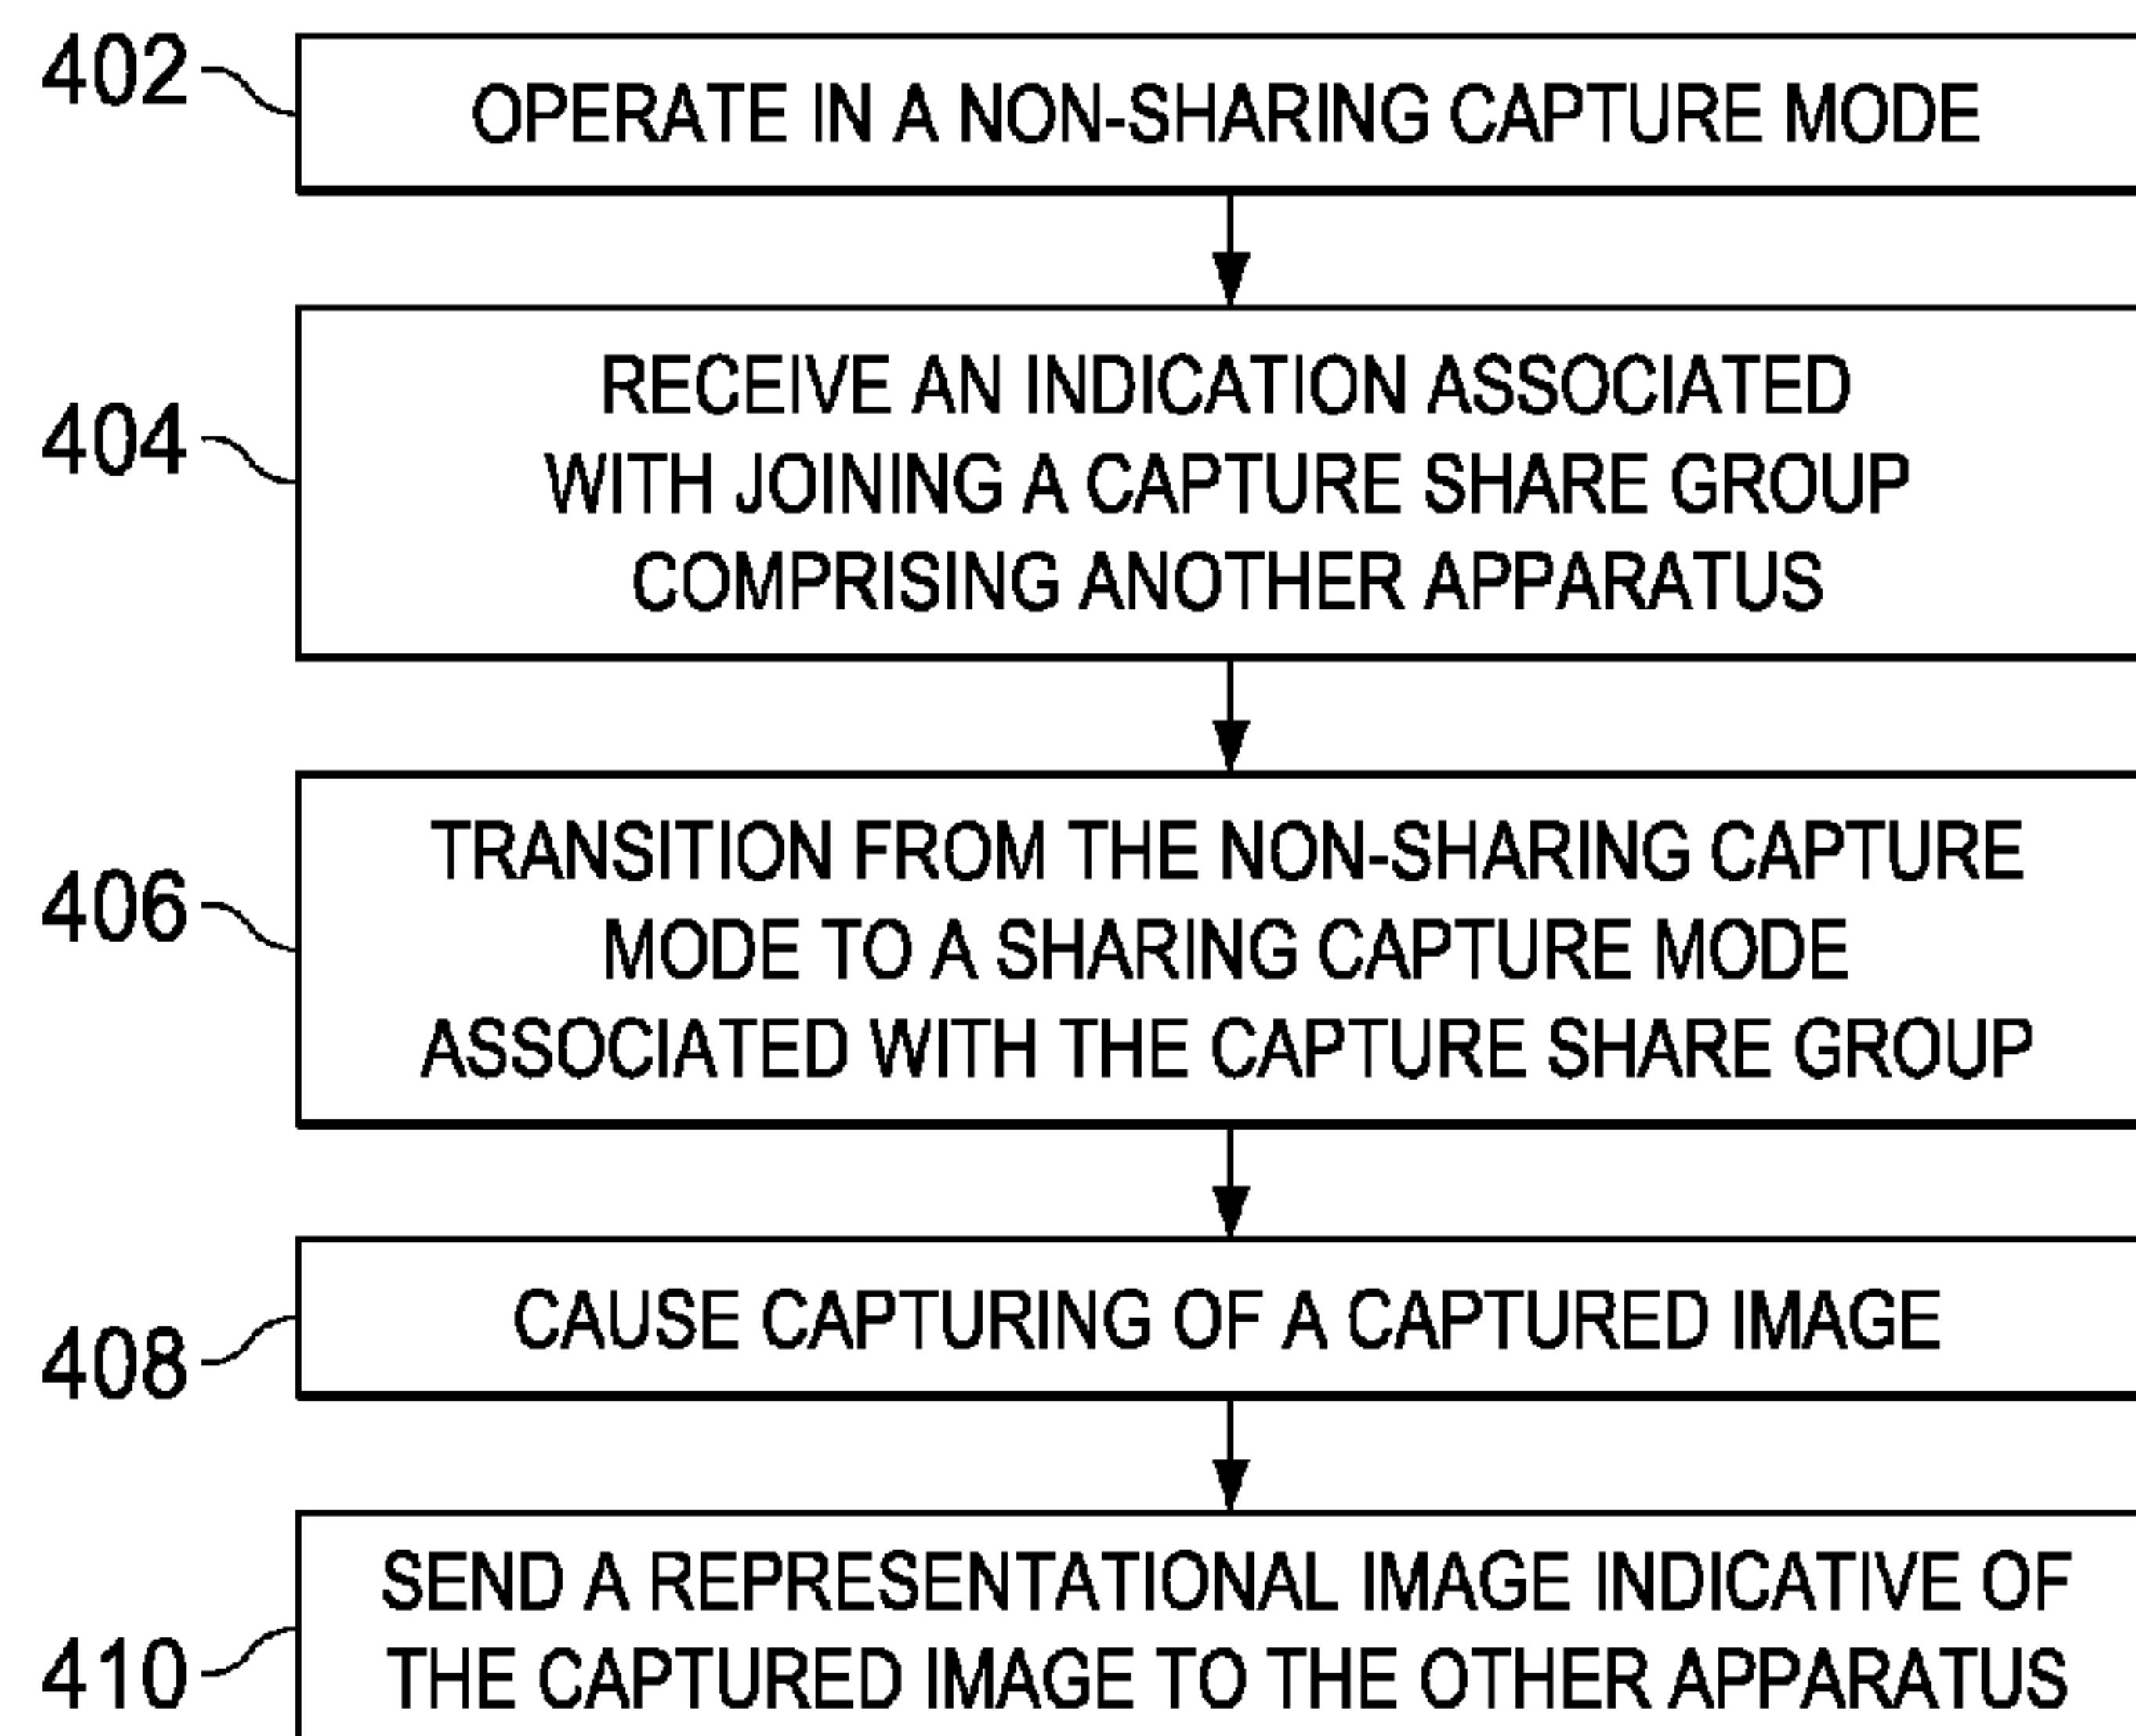 402
OPERATE IN A NON-SHARING CAPTURE MODE
404
RECEIVE AN INDICATION ASSOCIATED
WITH JOINING A CAPTURE SHARE GROUP
COMPRISING ANOTHER APPARATUS
406
TRANSITION FROM THE NON-SHARING CAPTURE
MODE TO A SHARING CAPTURE MODE
ASSOCIATED WITH THE CAPTURE SHARE GROUP
408
CAUSE CAPTURING OF A CAPTURED IMAGE
410
SEND A REPRESENTATIONAL IMAGE INDICATIVE OF
THE CAPTURED IMAGE TO THE OTHER APPARATUS